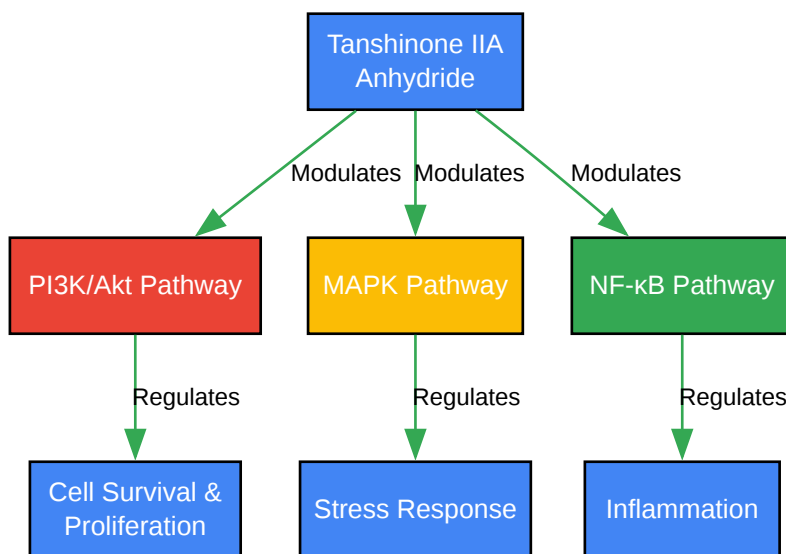 Tanshinone IIA
Anhydride
Modulates
Modulates
Modulates
PI3K/Akt Pathway
MAPK Pathway
NF-κB Pathway
Regulates
Regulates
Regulates
Cell Survival &
Proliferation
Stress Response
Inflammation